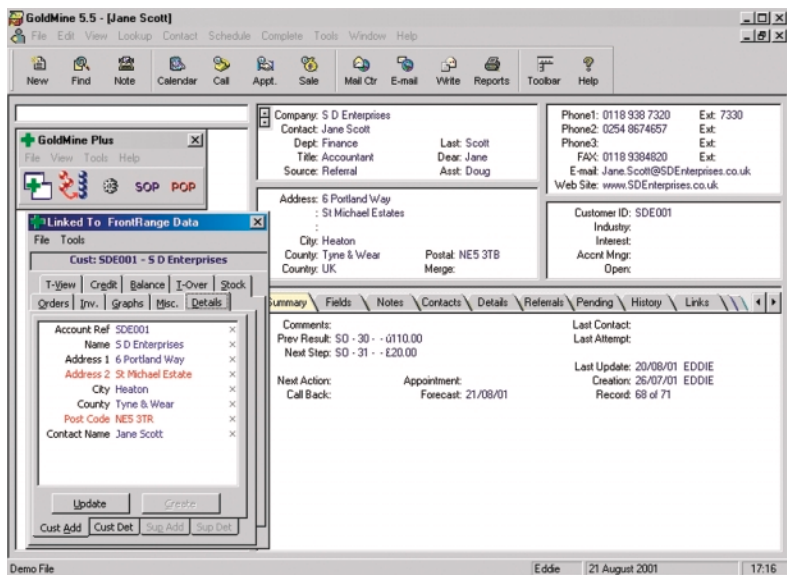 GoldMine 5.5 - [Jane Scott]
File Edit View Lookup Contact Schedule Complete Tools Window Help
New Find Note Calendar Call Appt. Sale Mail Ctr E-mail Write Reports Toolbar Help
Company: S D Enterprises
Contact: Jane Scott
Dept: Finance Last: Scott
Title: Accountant Dear: Jane
Source: Referral Asst: Doug
Phone1: 0118 938 7320 Ext: 7330
Phone2: 0254 8674657 Ext:
Phone3: Ext:
FAX: 0118 9384820 Ext:
E-mail: Jane.Scott@SDEnterprises.co.uk
Web Site: www.SDEnterprises.co.uk
Address: 6 Portland Way
: St Michael Estates
:
City: Heaton
County: Tyne & Wear Postal: NE5 3TB
Country: UK Merge:
Customer ID: SDE001
Industry:
Interest:
Accnt Mngr:
Open:
GoldMine Plus
File View Tools Help
SOP POP
Linked To FrontRange Data
File Tools
Cust: SDE001 - S D Enterprises
T-View Credit Balance T-Over Stock
Orders Inv. Graphs Misc. Details
Account Ref SDE001
Name S D Enterprises
Address 1 6 Portland Way
Address 2 St Michael Estate
City Heaton
County Tyne & Wear
Post Code NE5 3TR
Contact Name Jane Scott
Update Create
Cust Add Cust Det Sup Add Sup Det
Summary Fields Notes Contacts Details Referrals Pending History Links
Comments:
Prev Result: SO - 30 - - ú110.00
Next Step: SO - 31 - - £20.00
Next Action: Appointment:
Call Back: Forecast: 21/08/01
Last Contact:
Last Attempt:
Last Update: 20/08/01 EDDIE
Creation: 26/07/01 EDDIE
Record: 68 of 71
Demo File Eddie 21 August 2001 17:16